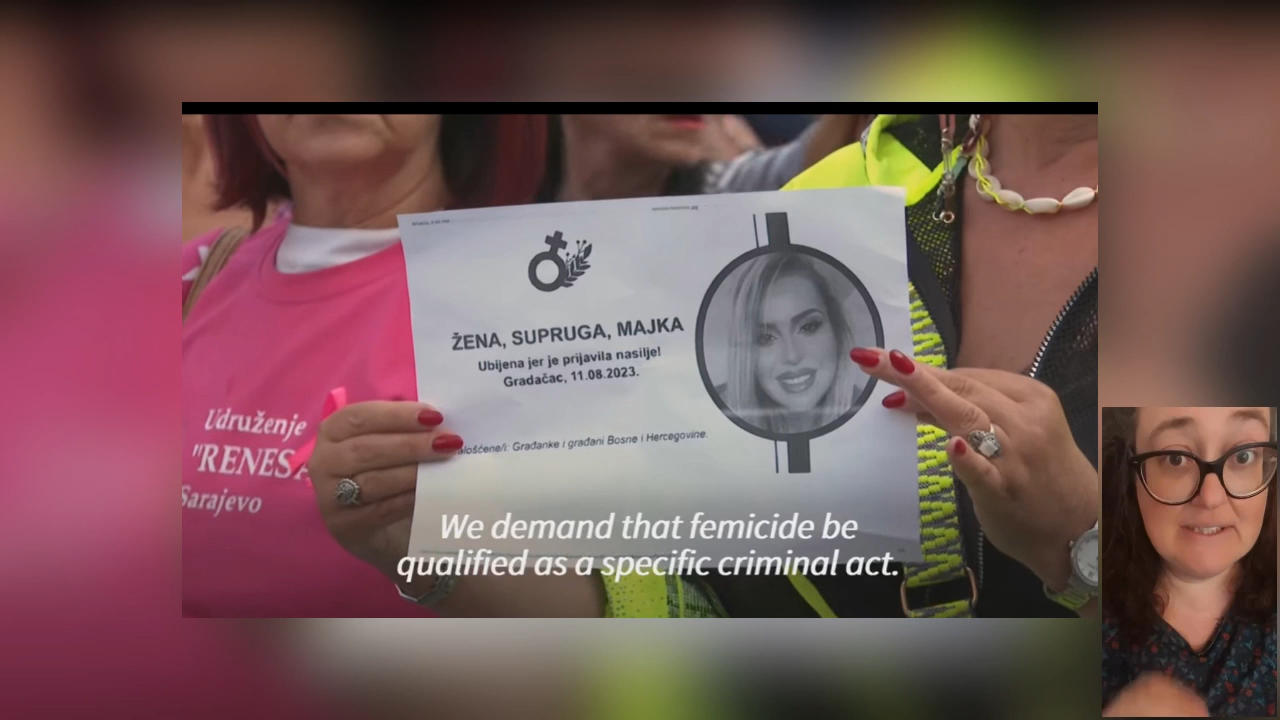 ŽENA, SUPRUGA, MAJKA
Ubijena jer je prijavila nasilje!
Gradačac, 11.08.2023.
Građanke i građani Bosne i Hercegovine.
Udruženje
"RENESA
Sarajevo
We demand that femicide be
qualified as a specific criminal act.